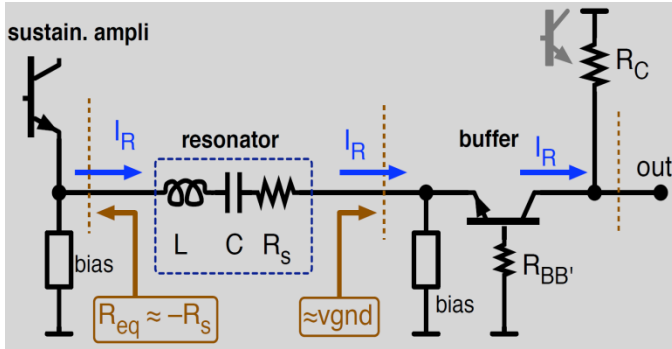 sustain. ampli
R_C
I_R
resonator
I_R
buffer
I_R
out
L
C
R_s
bias
R_BB'
bias
R_eq ≈ −R_s
≈vgnd